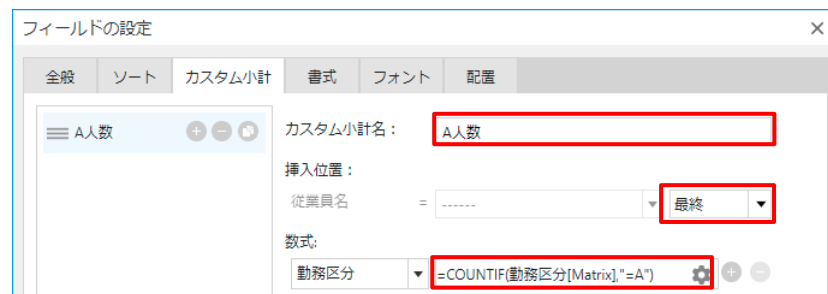 フィールドの設定
全般 ソート カスタム小計 書式 フォント 配置
A人数 カスタム小計名： A人数
挿入位置：
従業員名 = ------ 最終
数式:
勤務区分 =COUNTIF(勤務区分[Matrix],"=A")